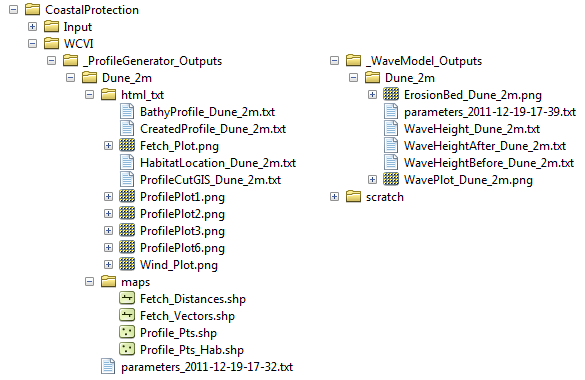 CoastalProtection
Input
WCVI
_ProfileGenerator_Outputs
Dune_2m
html_txt
BathyProfile_Dune_2m.txt
CreatedProfile_Dune_2m.txt
Fetch_Plot.png
HabitatLocation_Dune_2m.txt
ProfileCutGIS_Dune_2m.txt
ProfilePlot1.png
ProfilePlot2.png
ProfilePlot3.png
ProfilePlot6.png
Wind_Plot.png
maps
Fetch_Distances.shp
Fetch_Vectors.shp
Profile_Pts.shp
Profile_Pts_Hab.shp
parameters_2011-12-19-17-32.txt
_WaveModel_Outputs
Dune_2m
ErosionBed_Dune_2m.png
parameters_2011-12-19-17-39.txt
WaveHeight_Dune_2m.txt
WaveHeightAfter_Dune_2m.txt
WaveHeightBefore_Dune_2m.txt
WavePlot_Dune_2m.png
scratch